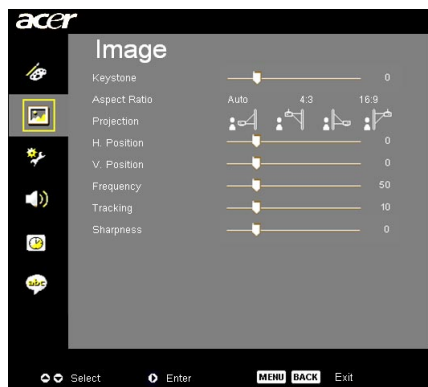 acer
Image
Keystone 0
Aspect Ratio Auto 4:3 16:9
Projection
H. Position 0
V. Position 0
Frequency 50
Tracking 10
Sharpness 0
abc
Select Enter MENU BACK Exit